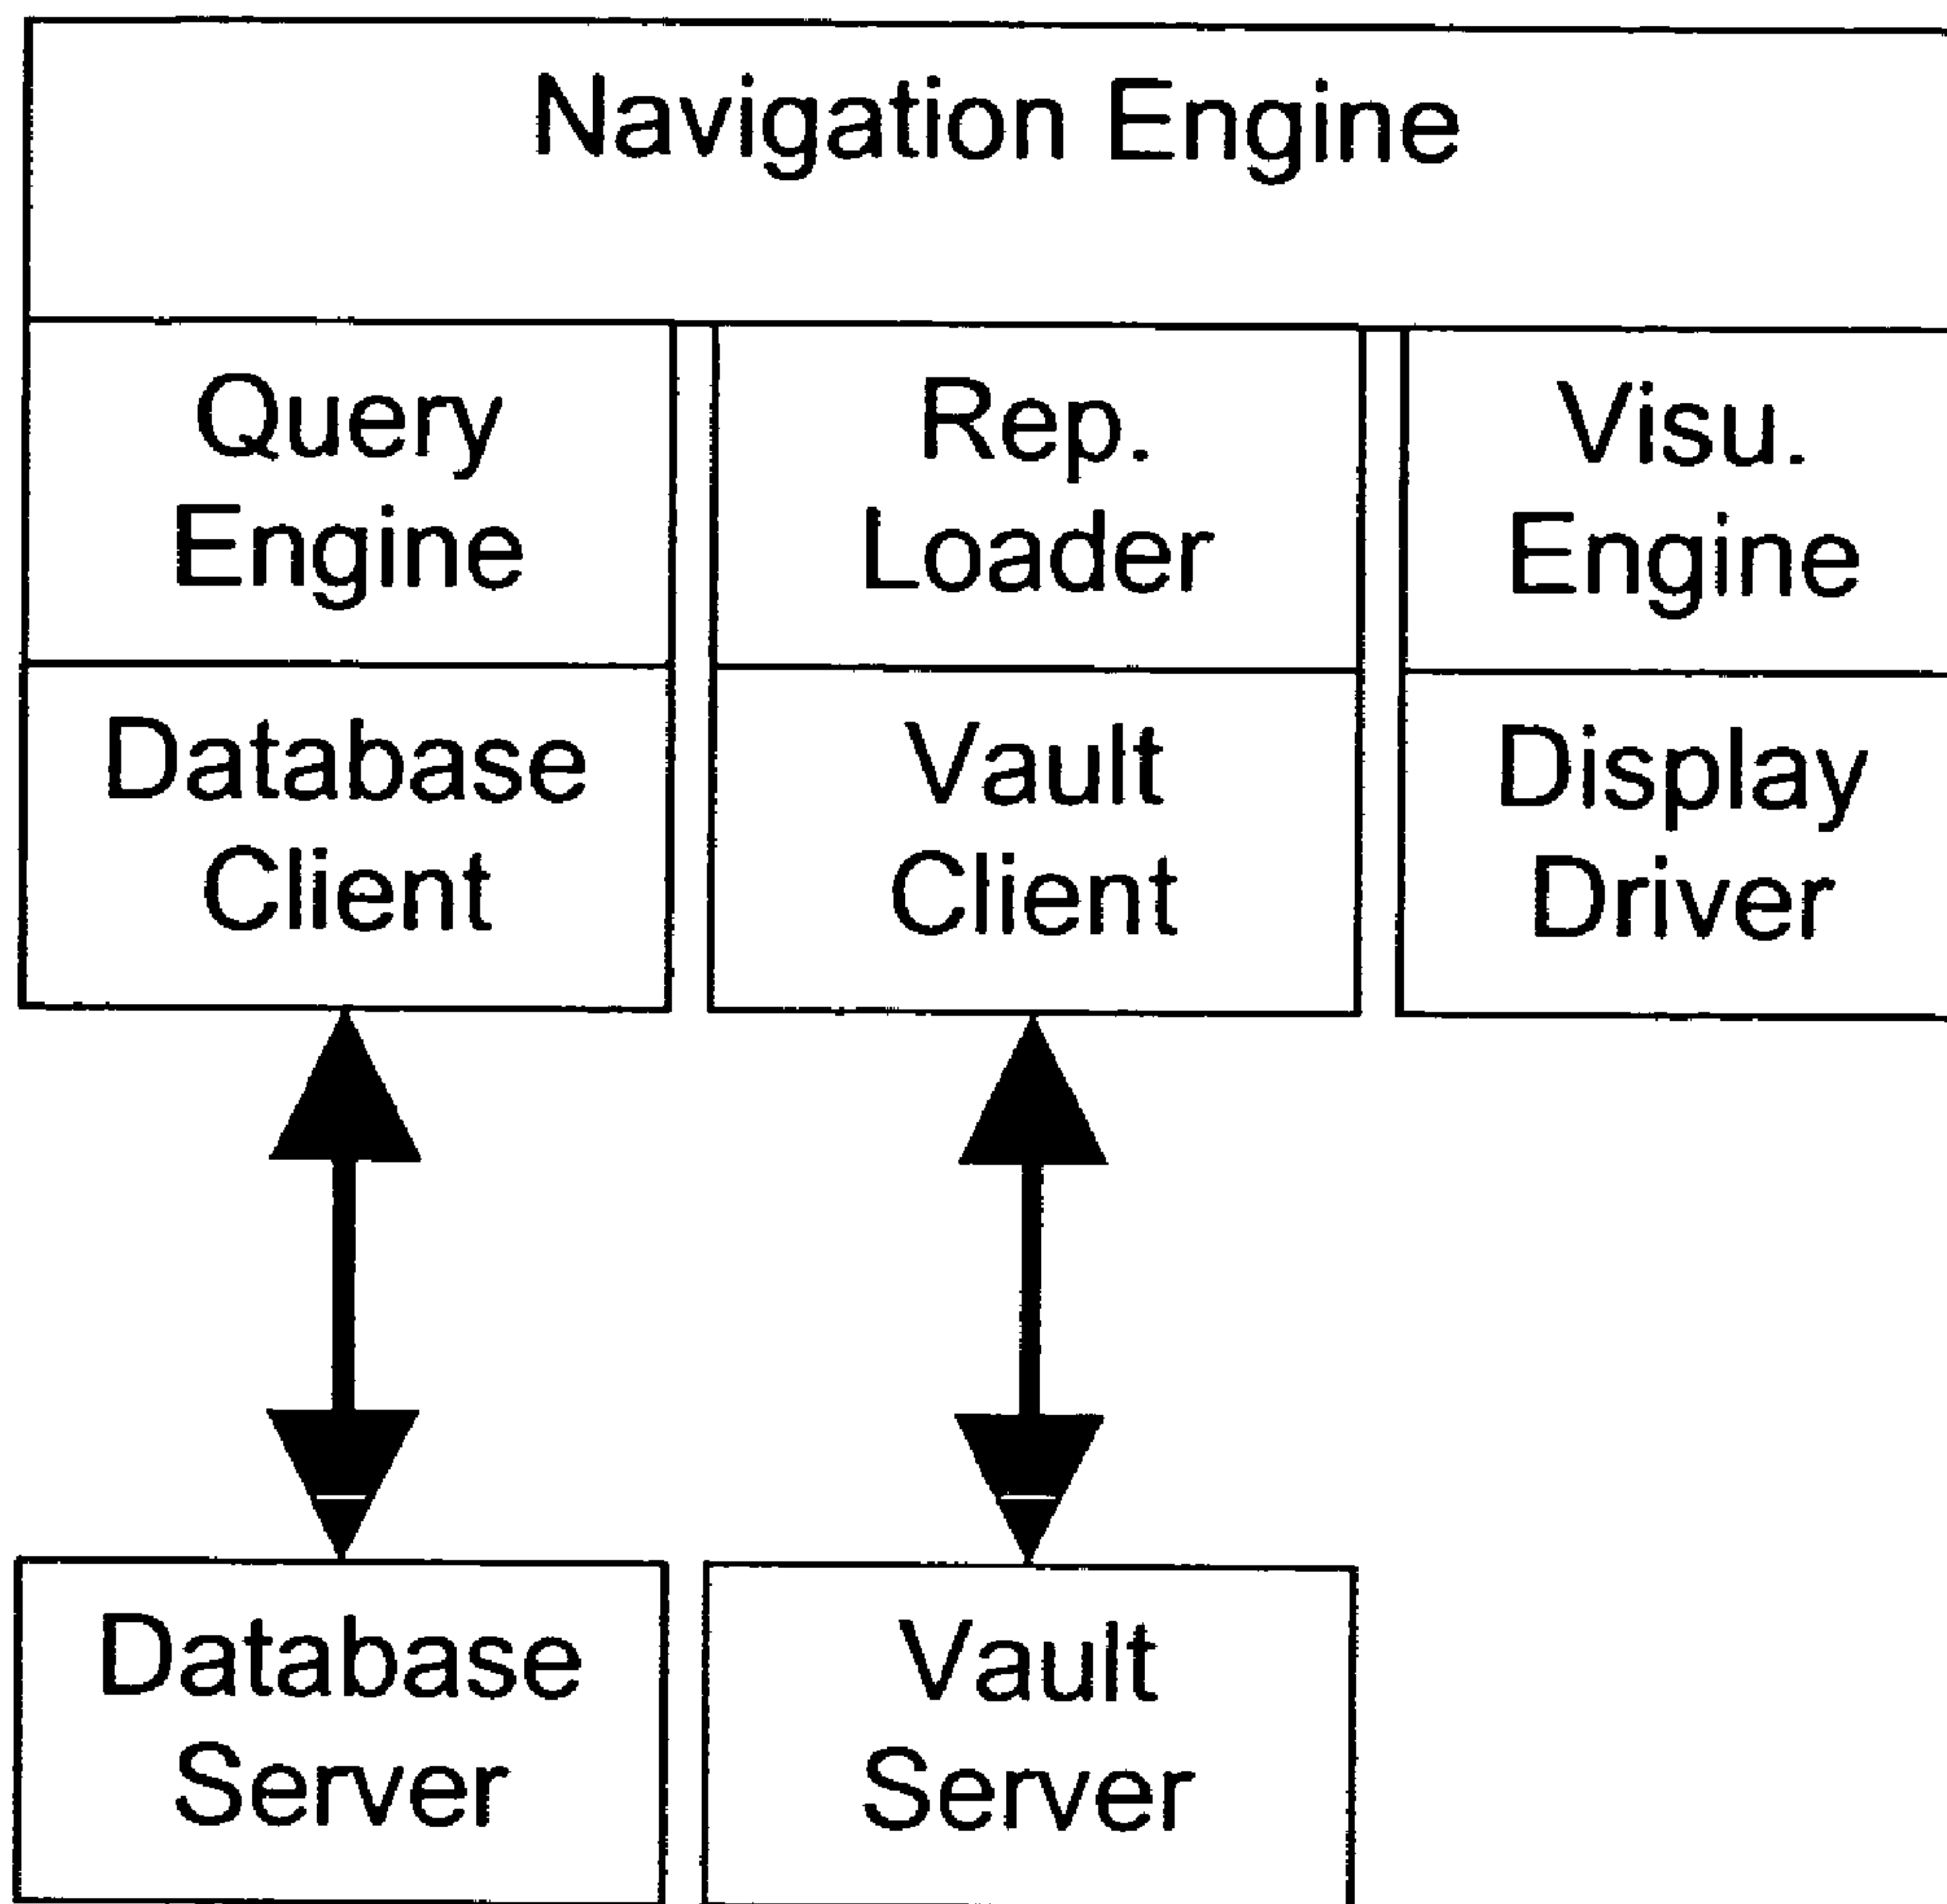 Navigation Engine
Query
Engine
Rep.
Loader
Visu.
Engine
Database
Client
Vault
Client
Display
Driver
Database
Server
Vault
Server